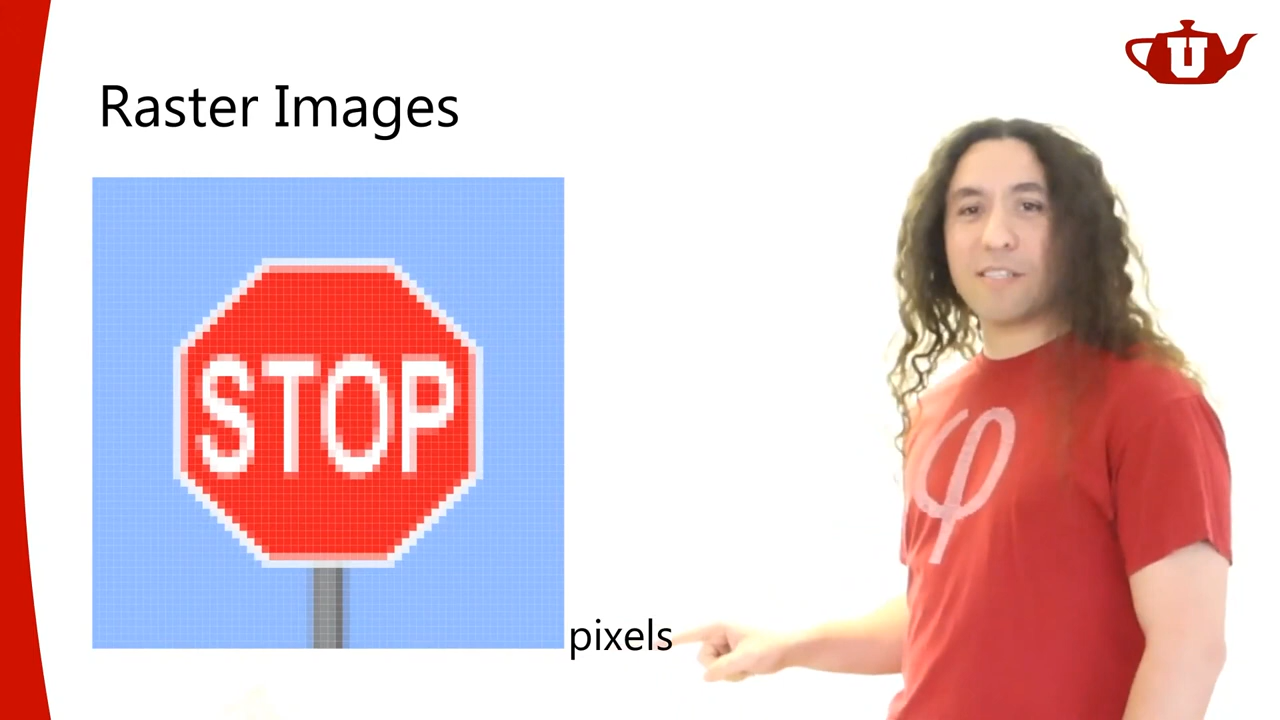 Raster Images
U
STOP
pixels
φ